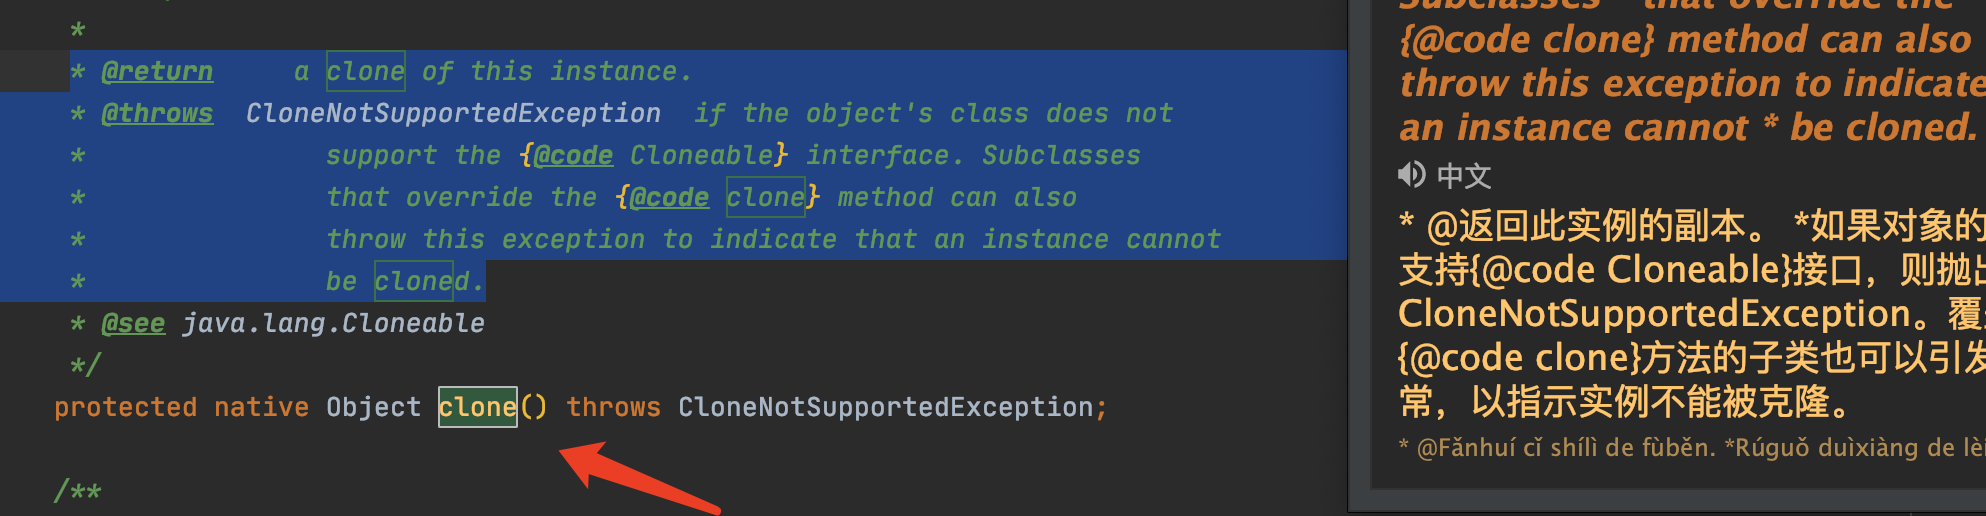 *
* @return     a clone of this instance.
* @throws  CloneNotSupportedException  if the object's class does not
*               support the {@code Cloneable} interface. Subclasses
*               that override the {@code clone} method can also
*               throw this exception to indicate that an instance cannot
*               be cloned.
* @see java.lang.Cloneable
*/
protected native Object clone() throws CloneNotSupportedException;
/**
Subclasses * that override the
{@code clone} method can also
throw this exception to indicate
an instance cannot * be cloned.
中文
* @返回此实例的副本。 *如果对象的
支持{@code Cloneable}接口，则抛出
CloneNotSupportedException。覆
{@code clone}方法的子类也可以引发
常，以指示实例不能被克隆。
* @Fǎnhuí cǐ shílì de fùběn. *Rúguǒ duìxiàng de lèi